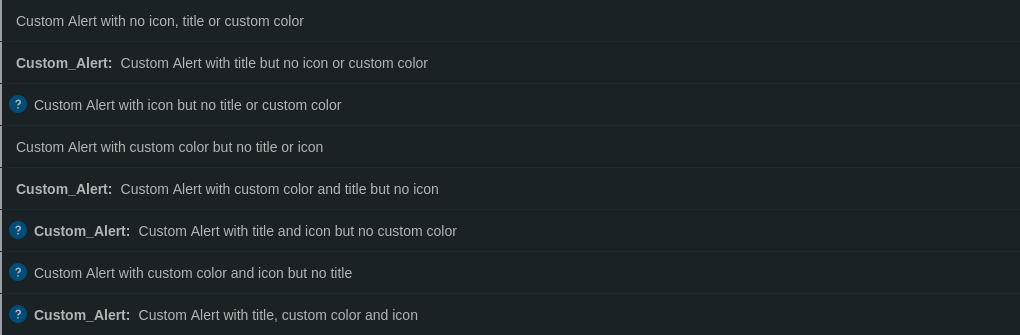 Custom Alert with no icon, title or custom color
Custom_Alert: Custom Alert with title but no icon or custom color
? Custom Alert with icon but no title or custom color
Custom Alert with custom color but no title or icon
Custom_Alert: Custom Alert with custom color and title but no icon
? Custom_Alert: Custom Alert with title and icon but no custom color
? Custom Alert with custom color and icon but no title
? Custom_Alert: Custom Alert with title, custom color and icon